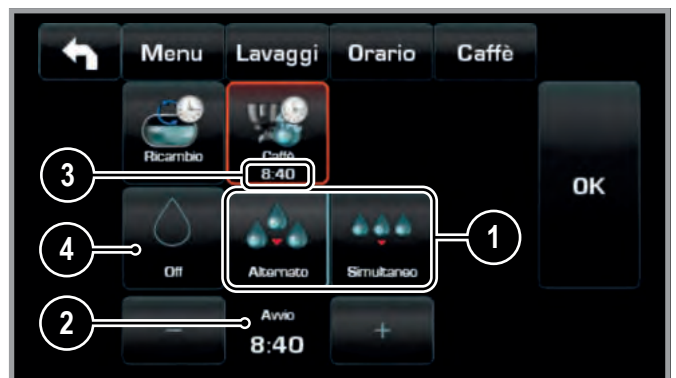 Menu Lavaggi Orario Caffè
Ricambio Caffè
8:40
3
OK
1
4
Off Alternato Simultaneo
2
Avvio
- 8:40 +